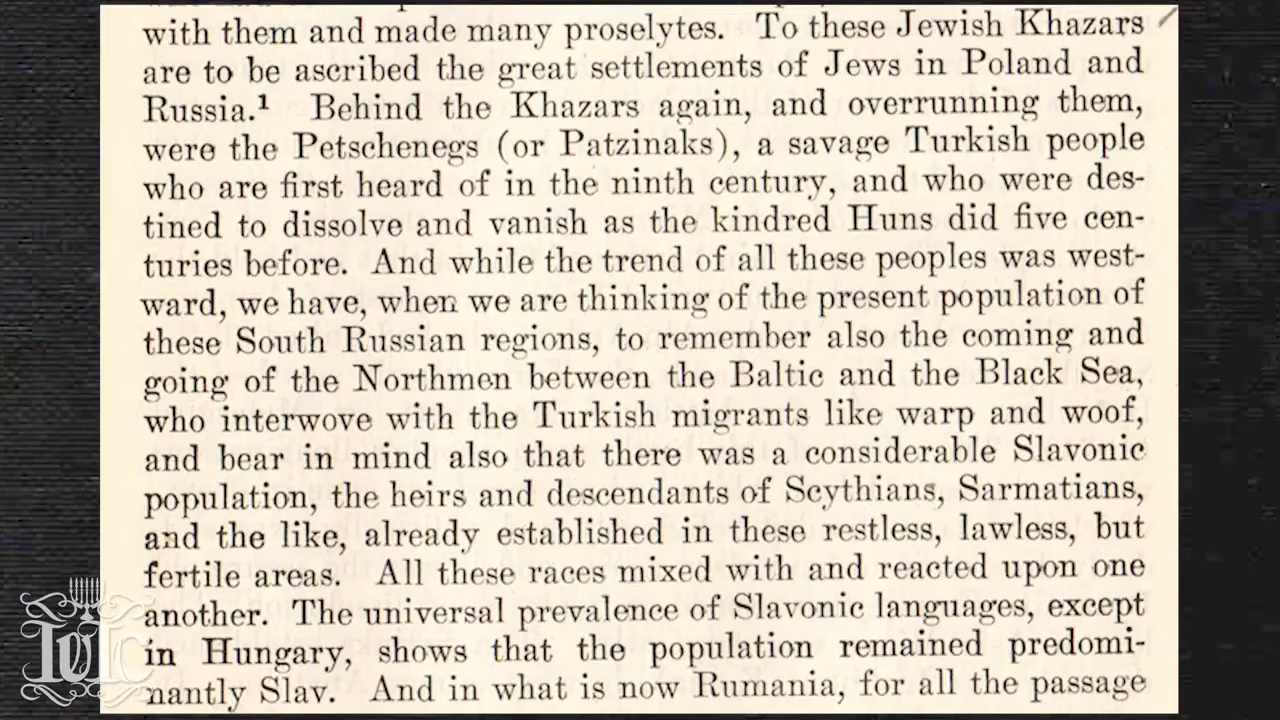 with them and made many proselytes. To these Jewish Khazars
are to be ascribed the great settlements of Jews in Poland and
Russia.¹ Behind the Khazars again, and overrunning them,
were the Petschenegs (or Patzinaks), a savage Turkish people
who are first heard of in the ninth century, and who were des-
tined to dissolve and vanish as the kindred Huns did five cen-
turies before. And while the trend of all these peoples was west-
ward, we have, when we are thinking of the present population of
these South Russian regions, to remember also the coming and
going of the Northmen between the Baltic and the Black Sea,
who interwove with the Turkish migrants like warp and woof,
and bear in mind also that there was a considerable Slavonic
population, the heirs and descendants of Scythians, Sarmatians,
and the like, already established in these restless, lawless, but
fertile areas. All these races mixed with and reacted upon one
another. The universal prevalence of Slavonic languages, except
in Hungary, shows that the population remained predomi-
nantly Slav. And in what is now Rumania, for all the passage